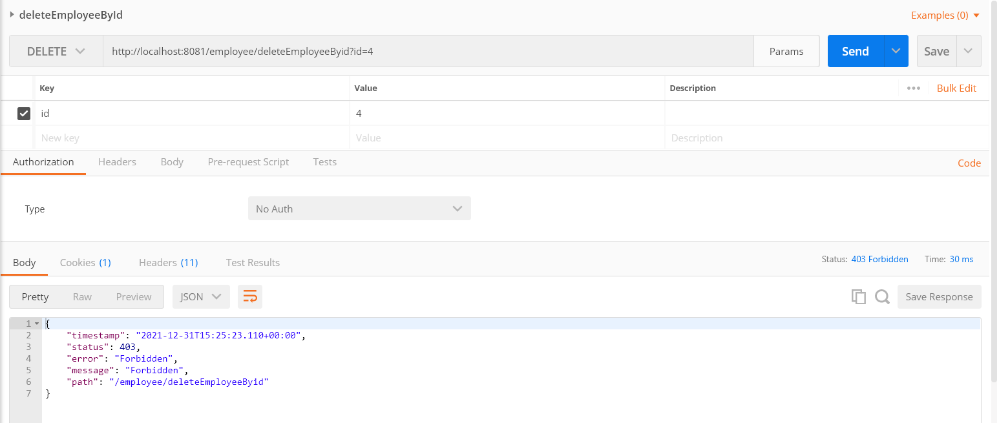 deleteEmployeeById
Examples (0)
DELETE http://localhost:8081/employee/deleteEmployeeByid?id=4 Params Send Save
Key Value Description ••• Bulk Edit
id 4
New key Value Description
Authorization Headers Body Pre-request Script Tests Code
Type No Auth
Body Cookies (1) Headers (11) Test Results Status: 403 Forbidden Time: 30 ms
Pretty Raw Preview JSON Save Response
1 {
2 "timestamp": "2021-12-31T15:25:23.110+00:00",
3 "status": 403,
4 "error": "Forbidden",
5 "message": "Forbidden",
6 "path": "/employee/deleteEmployeeByid"
7 }